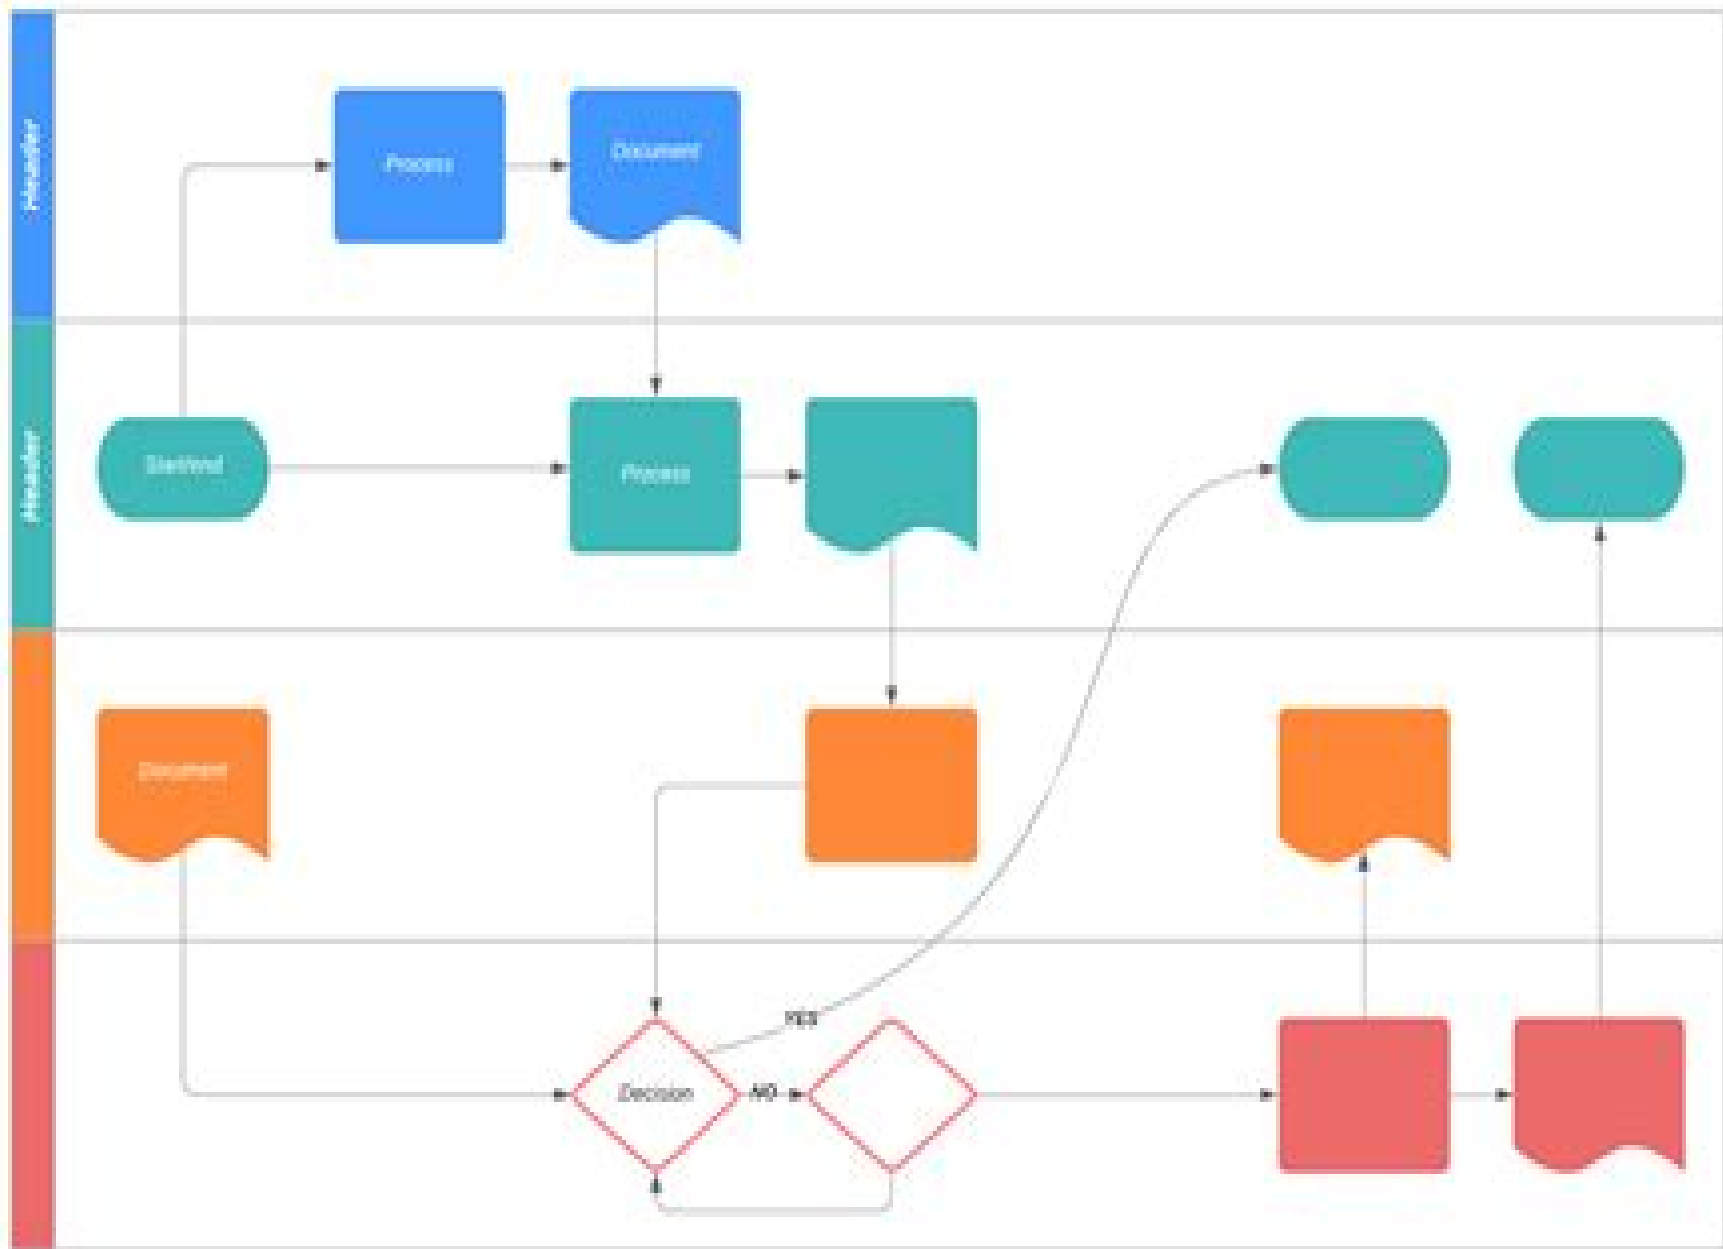 Header
Process
Document
Header
Start/End
Process
Document
YES
Decision
NO